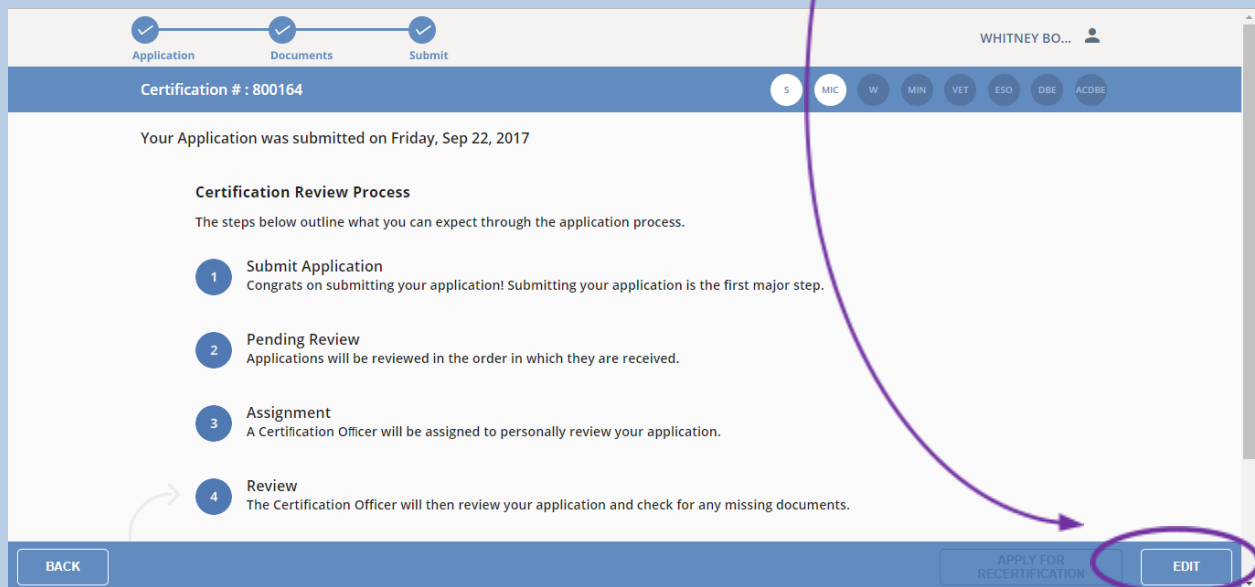 WHITNEY BO...
Application Documents Submit
Certification # : 800164
S MIC W MIN VET ESO DBE ACDBE
Your Application was submitted on Friday, Sep 22, 2017
Certification Review Process
The steps below outline what you can expect through the application process.
1 Submit Application
Congrats on submitting your application! Submitting your application is the first major step.
2 Pending Review
Applications will be reviewed in the order in which they are received.
3 Assignment
A Certification Officer will be assigned to personally review your application.
4 Review
The Certification Officer will then review your application and check for any missing documents.
BACK
APPLY FOR
RECERTIFICATION
EDIT